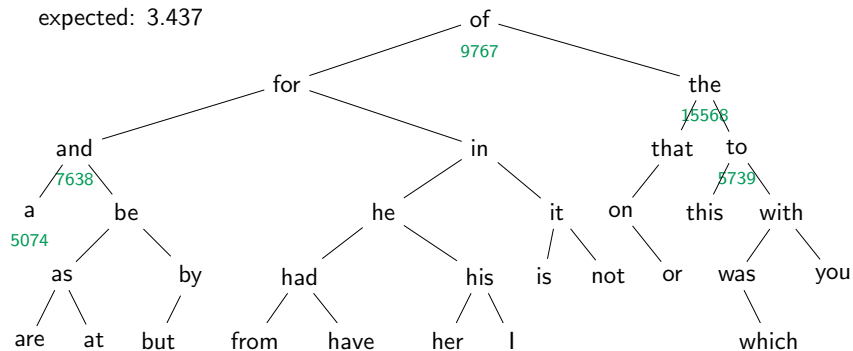 expected: 3.437
of
9767
for the
15568
and in that to
7638 5739
a be he it on this with
5074
as by had his is not or was you
are at but from have her I which